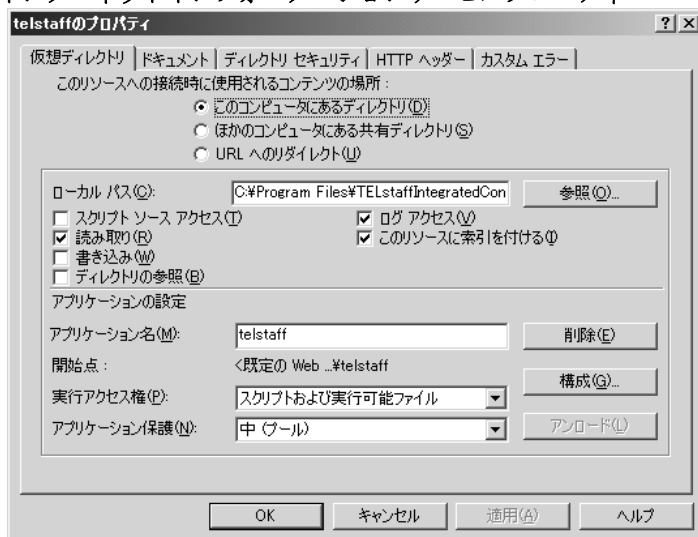 telstaffのプロパティ
? ×
仮想ディレクトリ ドキュメント ディレクトリ セキュリティ HTTP ヘッダー カスタム エラー
このリソースへの接続時に使用されるコンテンツの場所 :
このコンピュータにあるディレクトリ(D)
ほかのコンピュータにある共有ディレクトリ(S)
URL へのリダイレクト(U)
ローカル パス(C): C:¥Program Files¥TELstaffIntegratedCon 参照(O)...
スクリプト ソース アクセス(T) ログ アクセス(V)
読み取り(R) このリソースに索引を付ける(I)
書き込み(W)
ディレクトリの参照(B)
アプリケーションの設定
アプリケーション名(M): telstaff 削除(E)
開始点 : <既定の Web ...¥telstaff
構成(G)...
実行アクセス権(P): スクリプトおよび実行可能ファイル
アプリケーション保護(N): 中 (プール) アンロード(L)
OK キャンセル 適用(A) ヘルプ